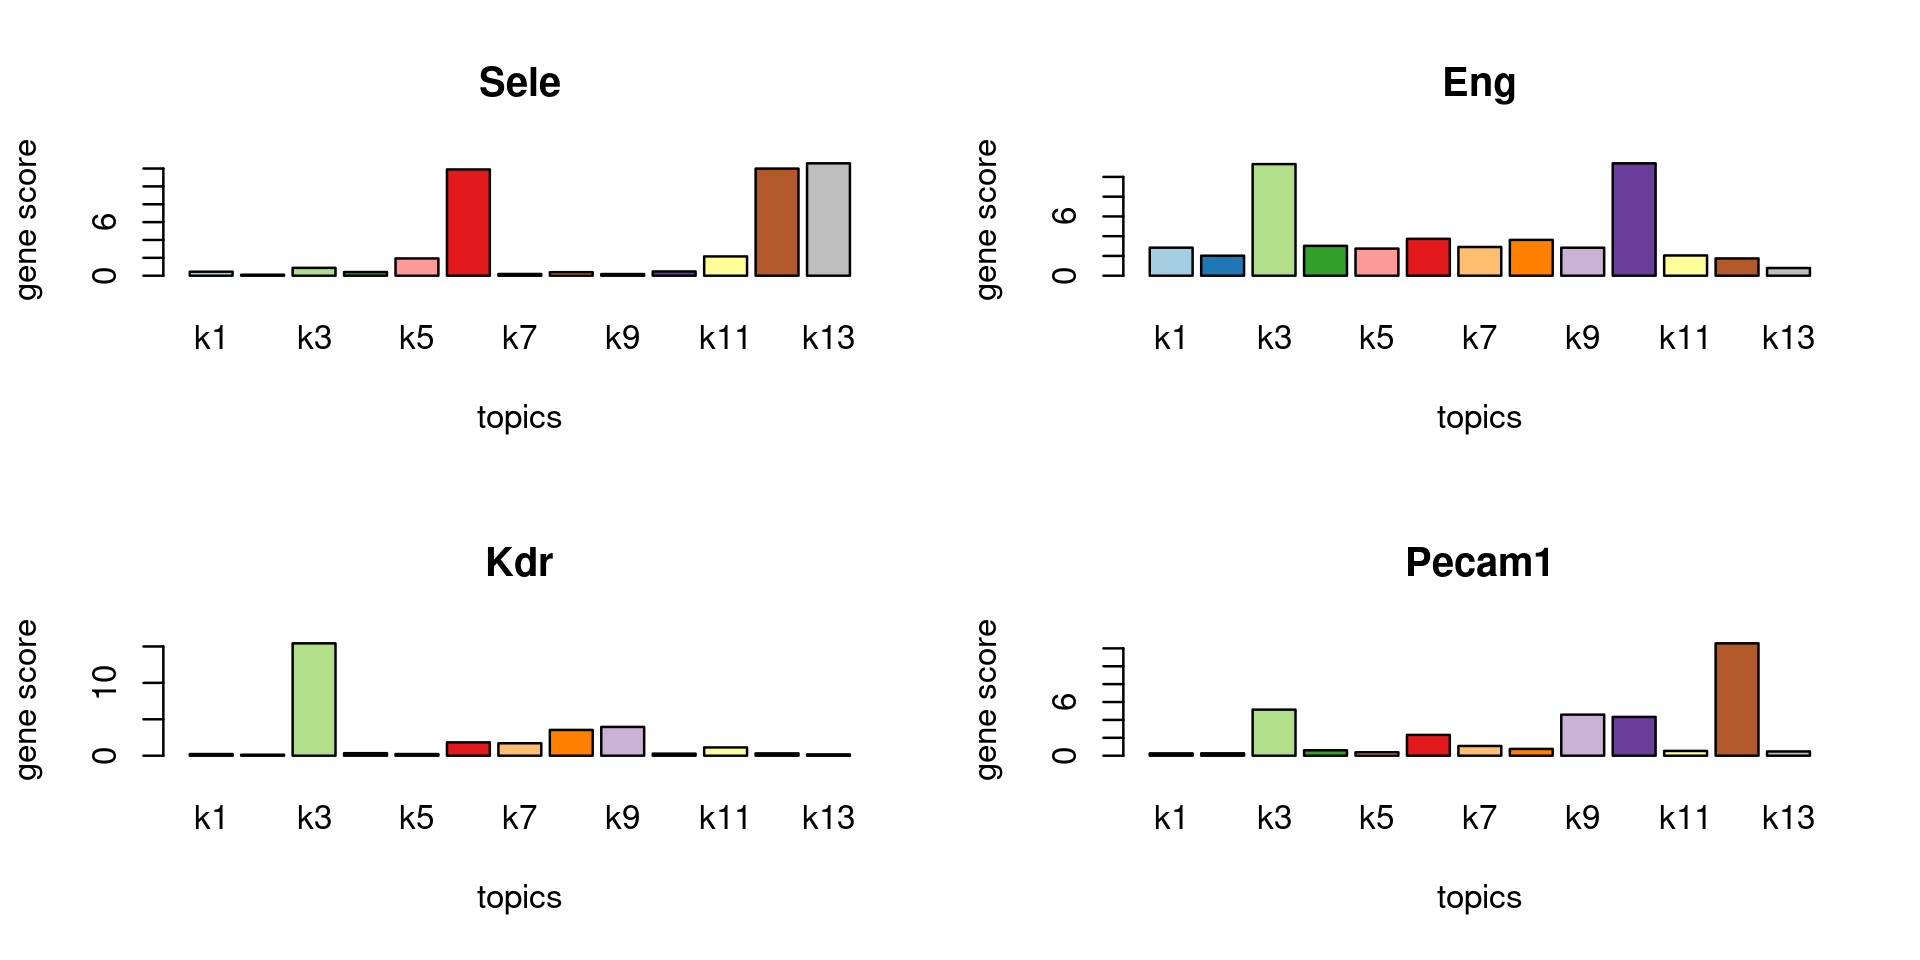 Sele
gene score
6
0
k1 k3 k5 k7 k9 k11 k13
topics
Eng
gene score
6
0
k1 k3 k5 k7 k9 k11 k13
topics
Kdr
gene score
10
0
k1 k3 k5 k7 k9 k11 k13
topics
Pecam1
gene score
6
0
k1 k3 k5 k7 k9 k11 k13
topics